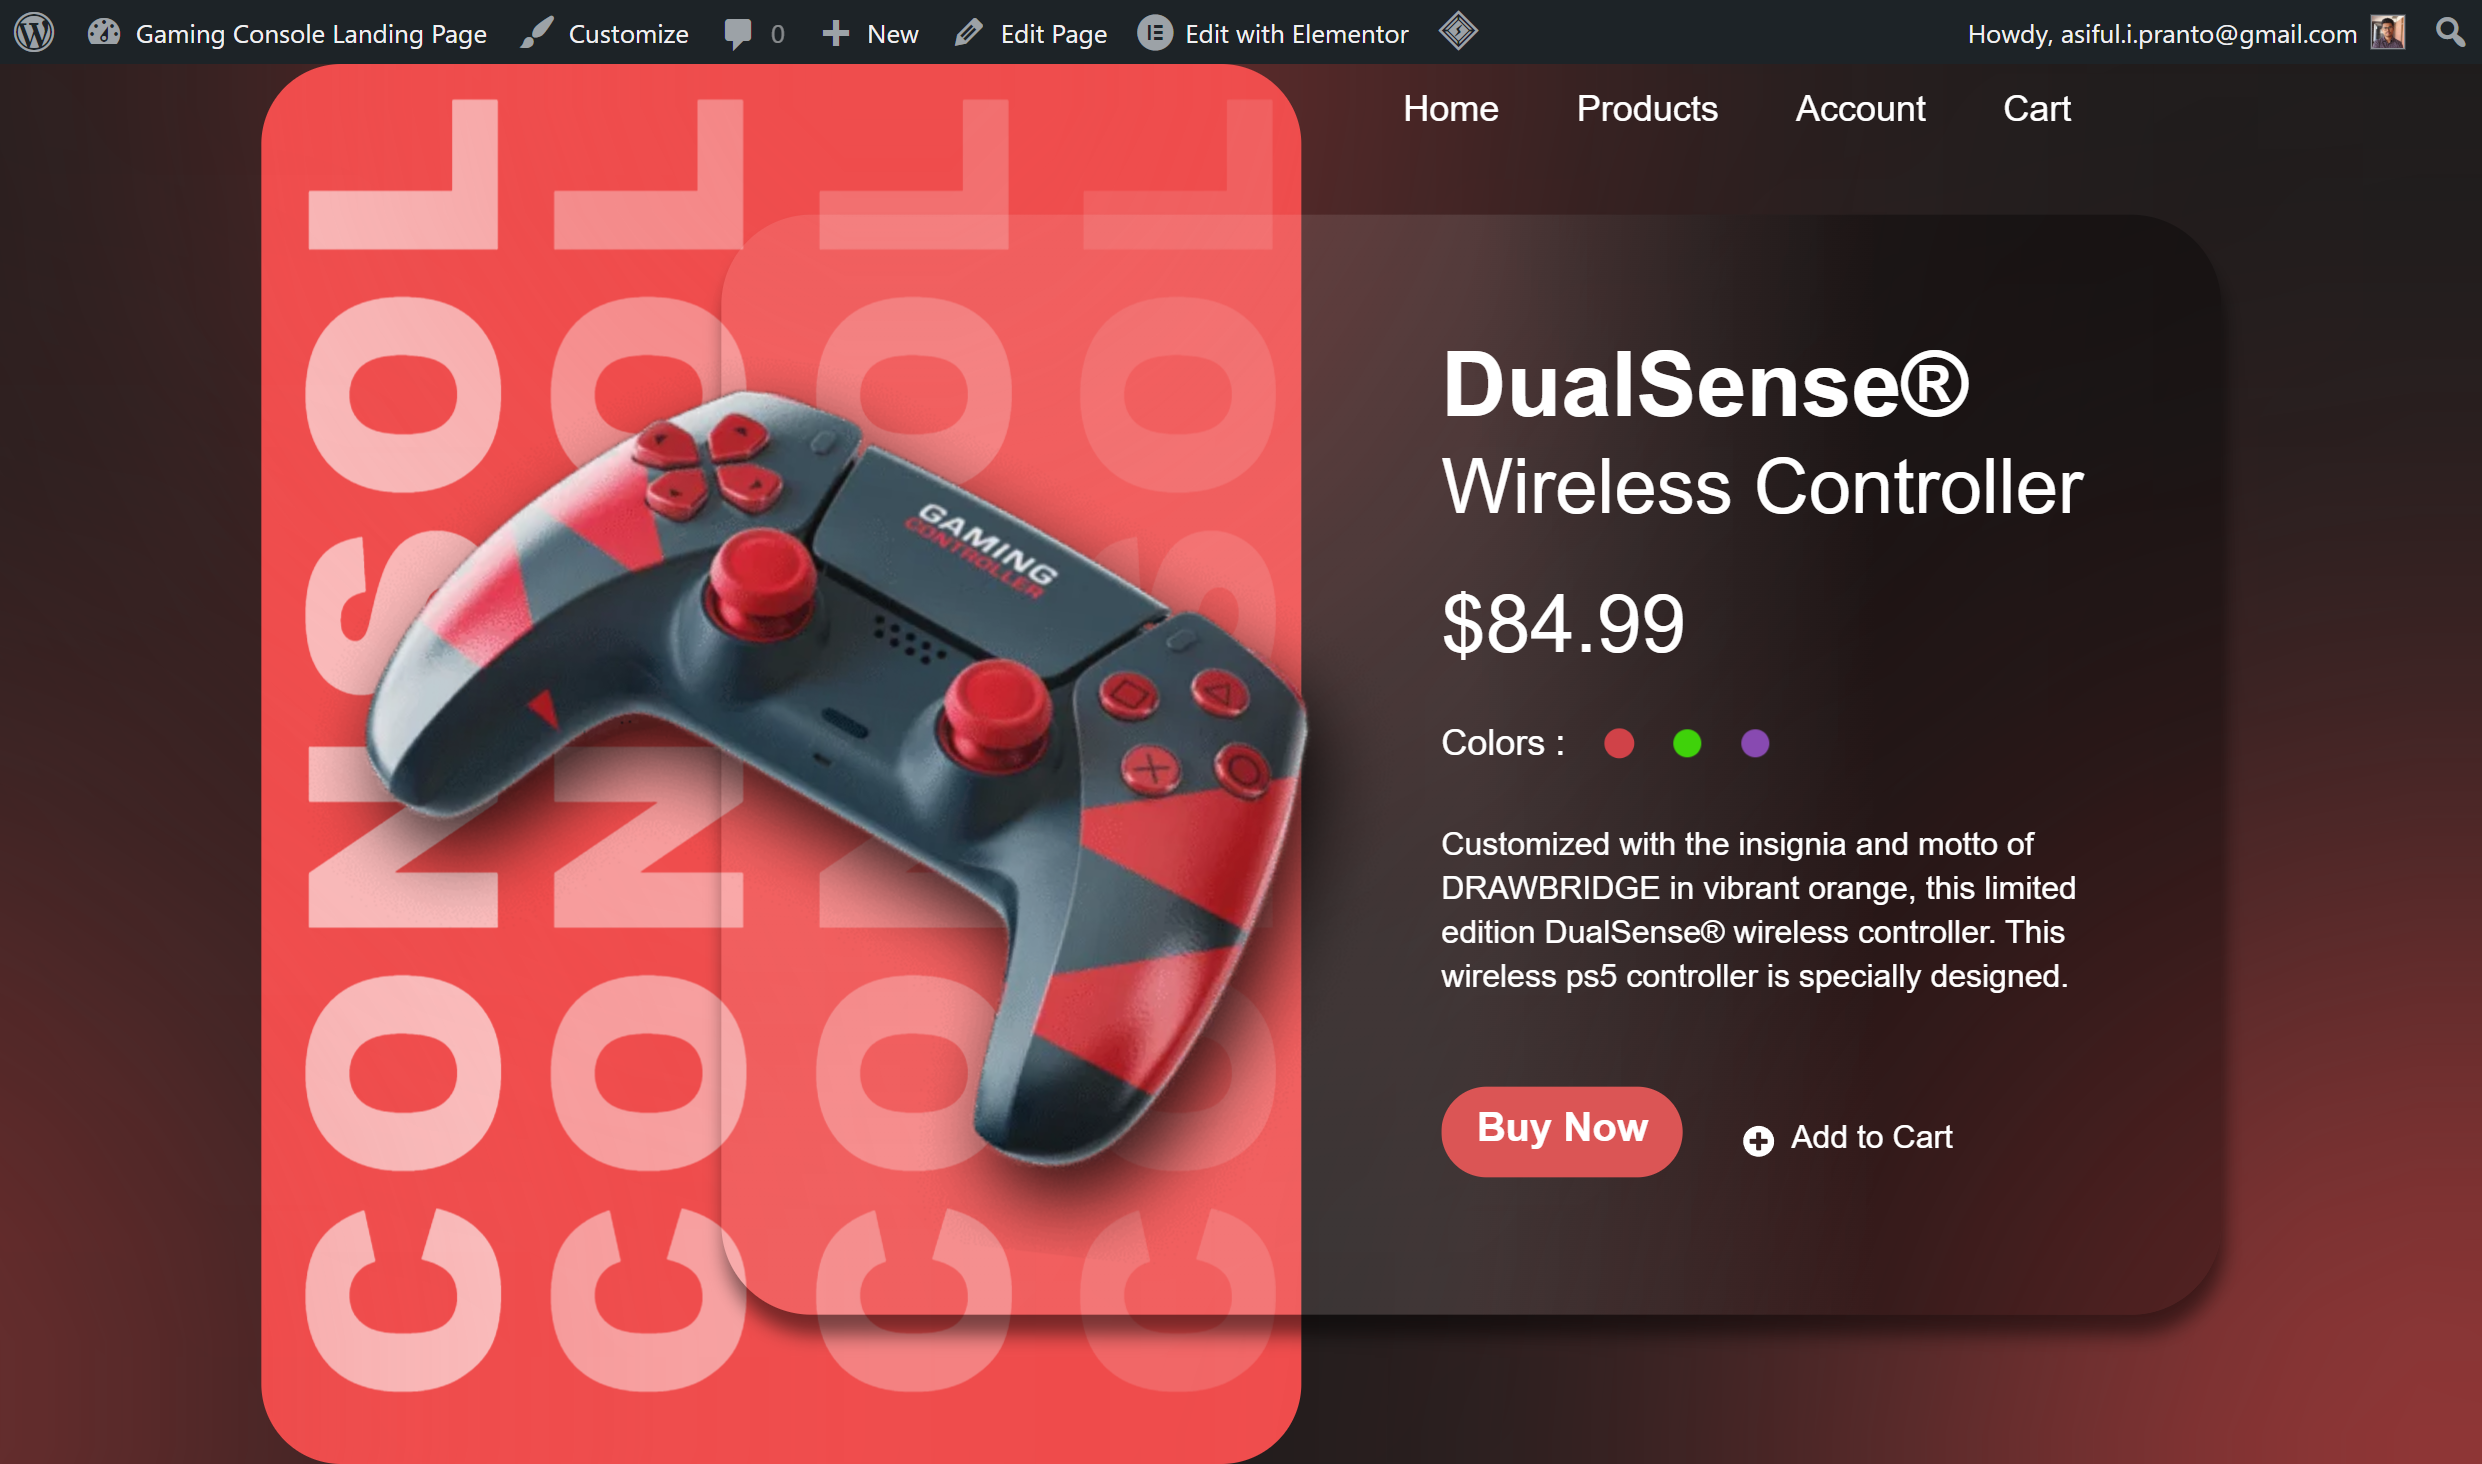 Gaming Console Landing Page
Customize
0
New
Edit Page
Edit with Elementor
Howdy, asiful.i.pranto@gmail.com
Home
Products
Account
Cart
CONSOL
CONSOL
CONSOL
CONSOL
GAMING
CONTROLLER
DualSense®
Wireless Controller
$84.99
Colors :
Customized with the insignia and motto of
DRAWBRIDGE in vibrant orange, this limited
edition DualSense® wireless controller. This
wireless ps5 controller is specially designed.
Buy Now
Add to Cart